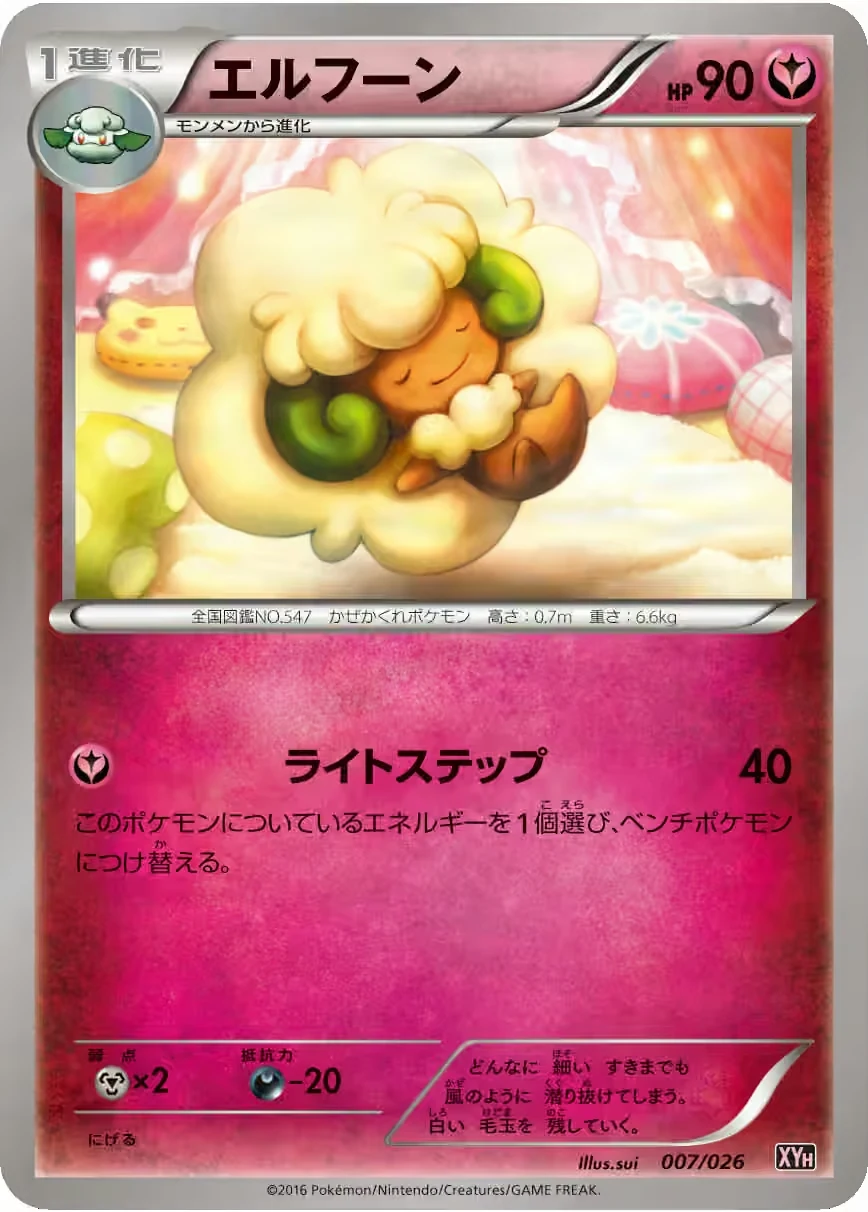 1進化
エルフーン
HP90
モンメンから進化
全国図鑑NO.547 かぜかくれポケモン 高さ:0.7m 重さ:6.6kg
ライトステップ 40
このポケモンについているエネルギーを1個選び、ベンチポケモン
につけ替える。
弱点 抵抗力
×2 -20
にげる
どんなに 細い すきまでも
風のように 潜り抜けてしまう。
白い 毛玉を 残していく。
Illus.sui 007/026 XYH
©2016 Pokémon/Nintendo/Creatures/GAME FREAK.